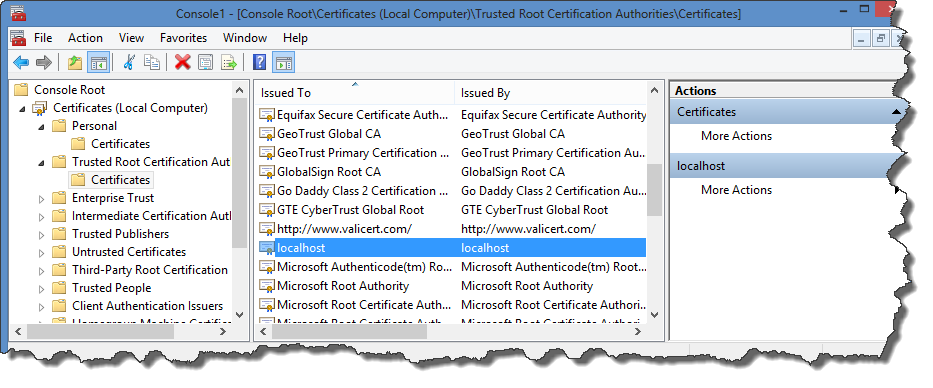 Console1 - [Console Root\Certificates (Local Computer)\Trusted Root Certification Authorities\Certificates]
File Action View Favorites Window Help
Console Root
Certificates (Local Computer)
Personal
Certificates
Trusted Root Certification Aut
Certificates
Enterprise Trust
Intermediate Certification Aut
Trusted Publishers
Untrusted Certificates
Third-Party Root Certification
Trusted People
Client Authentication Issuers
Issued To Issued By
Equifax Secure Certificate Auth... Equifax Secure Certificate Authority
GeoTrust Global CA GeoTrust Global CA
GeoTrust Primary Certification ... GeoTrust Primary Certification Au...
GlobalSign Root CA GlobalSign Root CA
Go Daddy Class 2 Certification ... Go Daddy Class 2 Certification Au...
GTE CyberTrust Global Root GTE CyberTrust Global Root
http://www.valicert.com/ http://www.valicert.com/
localhost localhost
Microsoft Authenticode(tm) Ro... Microsoft Authenticode(tm) Root...
Microsoft Root Authority Microsoft Root Authority
Microsoft Root Certificate Auth... Microsoft Root Certificate Authori...
Actions
Certificates
More Actions
localhost
More Actions